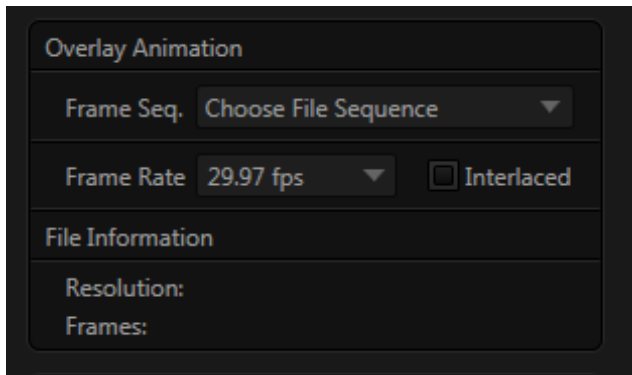 Overlay Animation
Frame Seq. Choose File Sequence
Frame Rate 29.97 fps Interlaced
File Information
Resolution:
Frames: